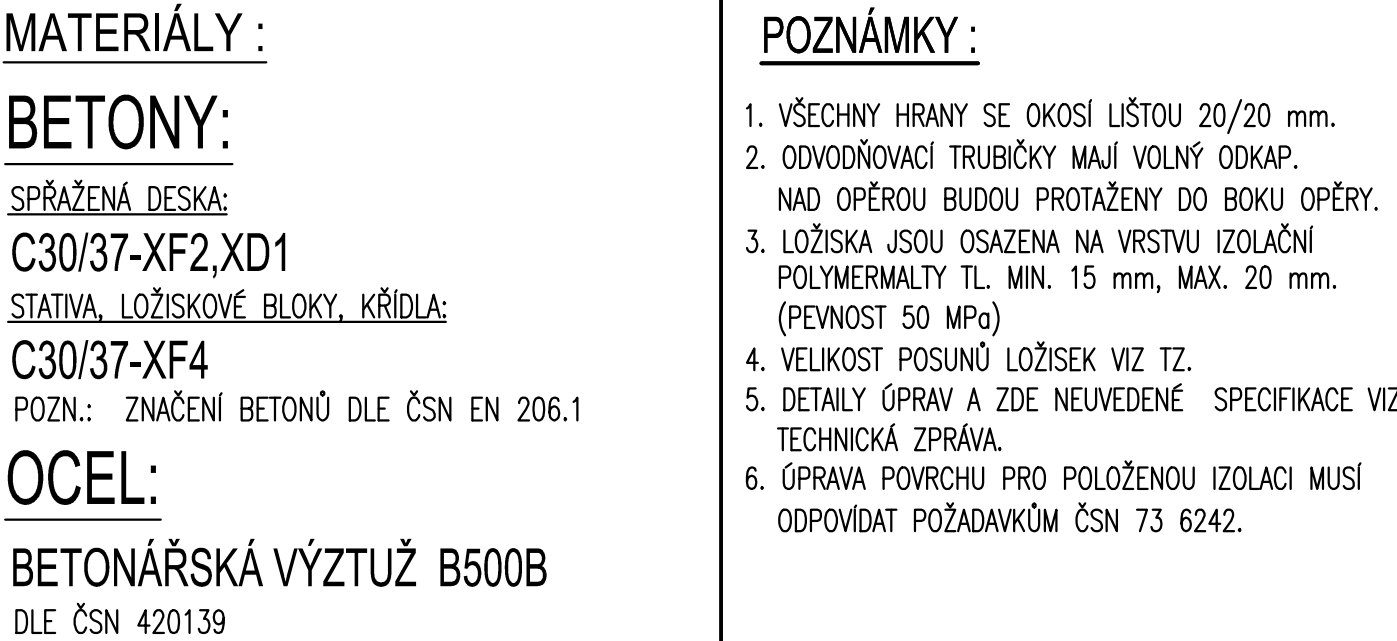 MATERIÁLY :
BETONY:
SPŘAŽENÁ DESKA:
C30/37-XF2,XD1
STATIVA, LOŽISKOVÉ BLOKY, KŘÍDLA:
C30/37-XF4
POZN.: ZNAČENÍ BETONŮ DLE ČSN EN 206.1
OCEL:
BETONÁŘSKÁ VÝZTUŽ B500B
DLE ČSN 420139
POZNÁMKY :
1. VŠECHNY HRANY SE OKOSÍ LIŠTOU 20/20 mm.
2. ODVODŇOVACÍ TRUBIČKY MAJÍ VOLNÝ ODKAP.
NAD OPĚROU BUDOU PROTAŽENY DO BOKU OPĚRY.
3. LOŽISKA JSOU OSAZENA NA VRSTVU IZOLAČNÍ
POLYMERMALTY TL. MIN. 15 mm, MAX. 20 mm.
(PEVNOST 50 MPa)
4. VELIKOST POSUNŮ LOŽISEK VIZ TZ.
5. DETAILY ÚPRAV A ZDE NEUVEDENÉ SPECIFIKACE VIZ
TECHNICKÁ ZPRÁVA.
6. ÚPRAVA POVRCHU PRO POLOŽENOU IZOLACI MUSÍ
ODPOVÍDAT POŽADAVKŮM ČSN 73 6242.